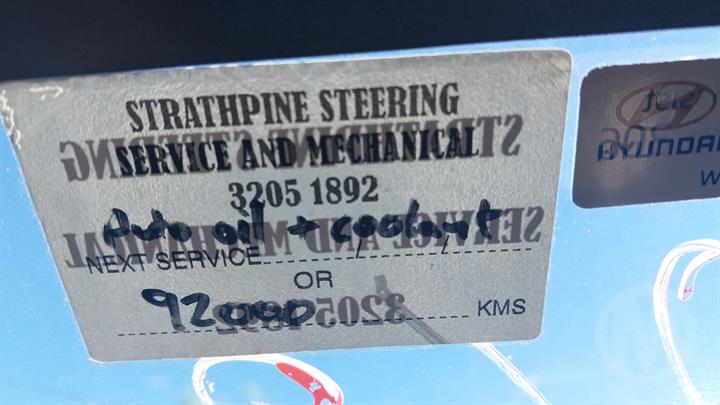 STRATHPINE STEERING
SERVICE AND MECHANICAL
3205 1892
Auto oil + coolant
NEXT SERVICE
OR
92000 KMS
HYUNDAI